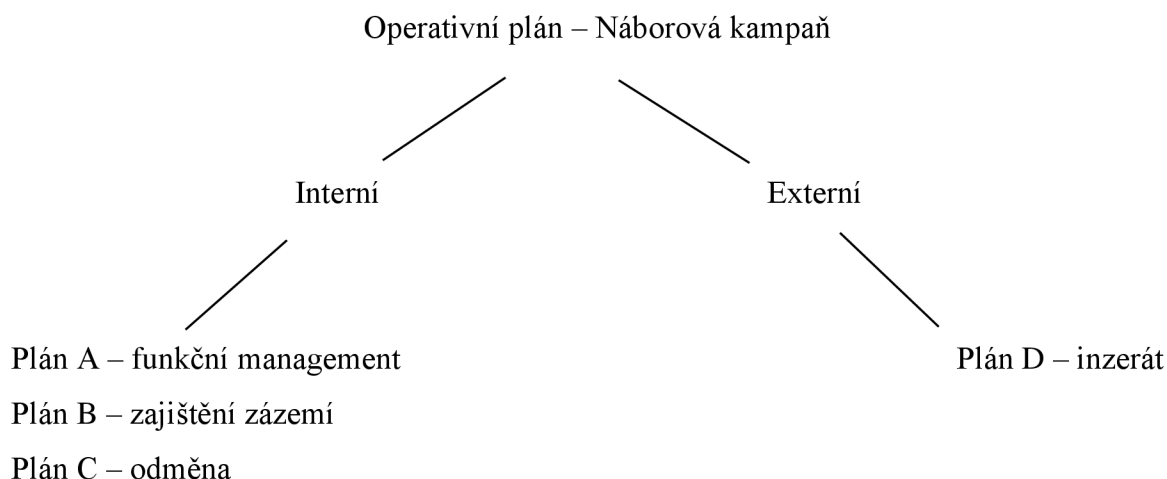 Operativní plán – Náborová kampaň
Interní
Externí
Plán A – funkční management
Plán D – inzerát
Plán B – zajištění zázemí
Plán C – odměna